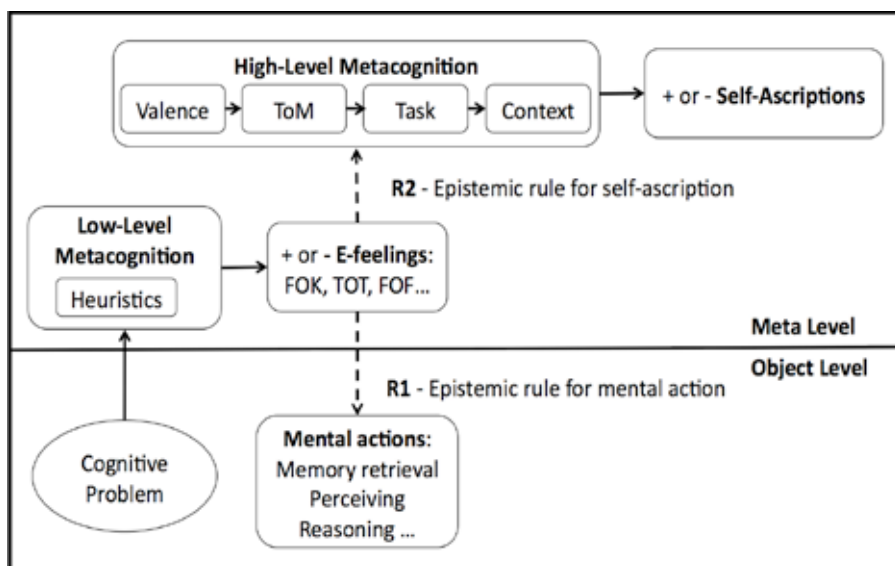 High-Level Metacognition
Valence
ToM
Task
Context
+ or - Self-Ascriptions
R2 - Epistemic rule for self-ascription
Low-Level
Metacognition
Heuristics
+ or - E-feelings:
FOK, TOT, FOF...
Meta Level
Object Level
R1 - Epistemic rule for mental action
Cognitive
Problem
Mental actions:
Memory retrieval
Perceiving
Reasoning ...